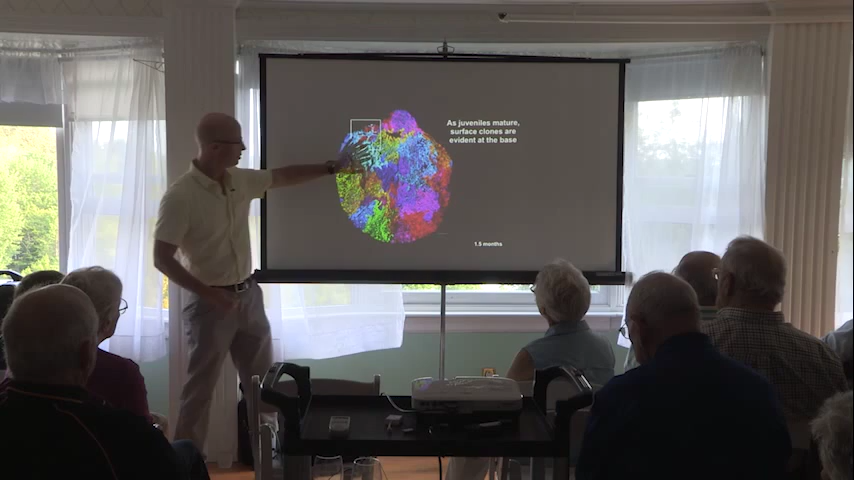 As juveniles mature,
surface clones are
evident at the base
1.5 months